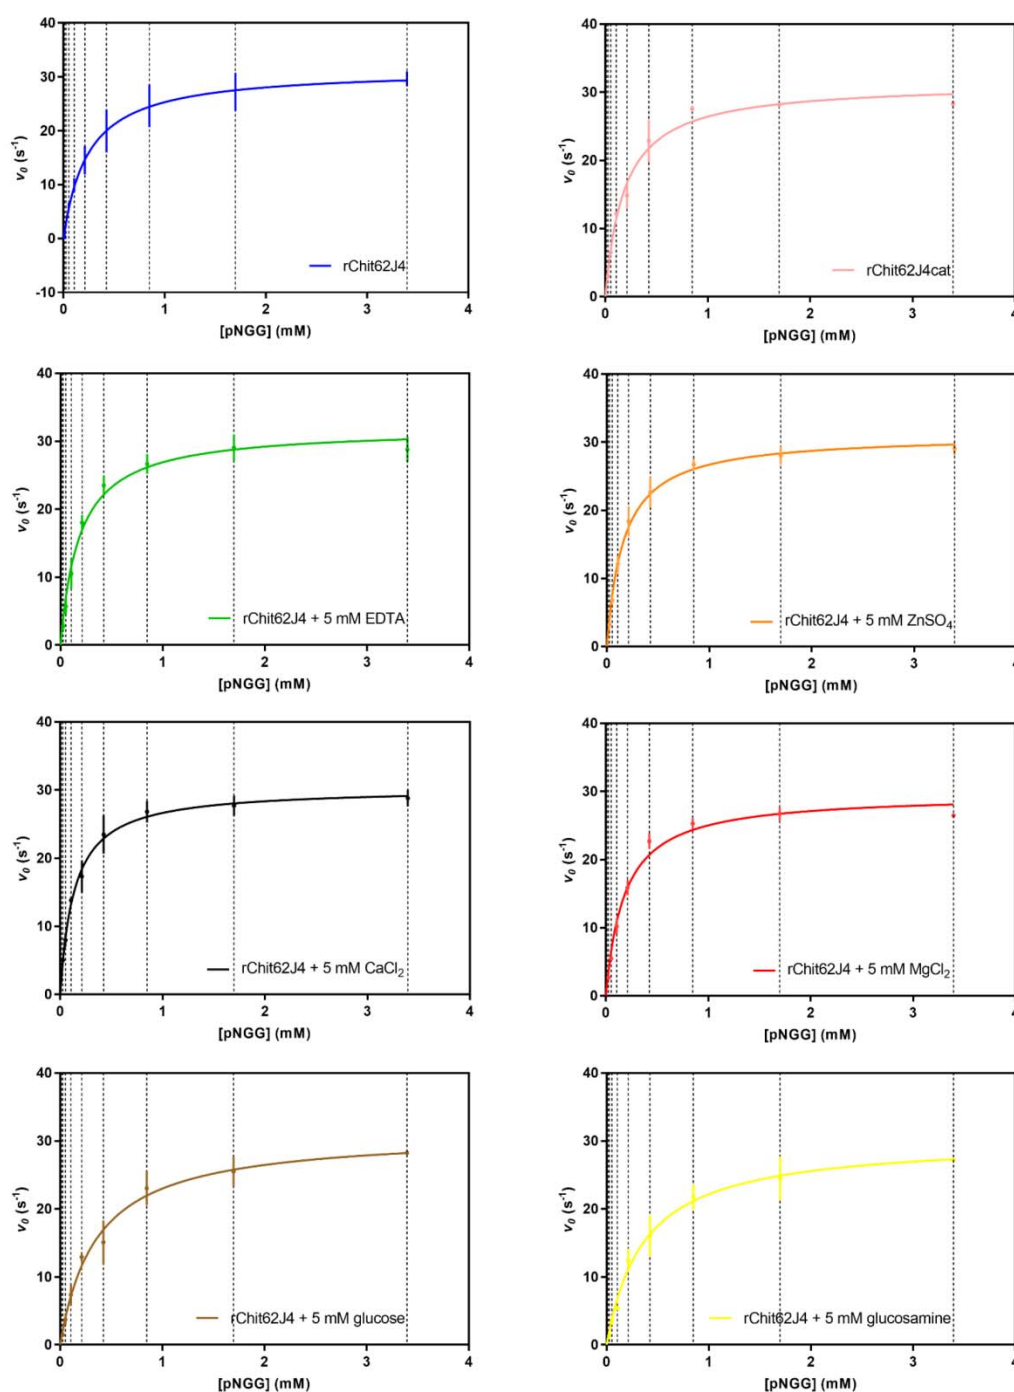 40
30
20
10
0
-10
v0 (s-1)
rChit62J4
0 1 2 3 4
[pNGG] (mM)
40
30
20
10
0
v0 (s-1)
rChit62J4cat
0 1 2 3 4
[pNGG] (mM)
40
30
20
10
0
v0 (s-1)
rChit62J4 + 5 mM EDTA
0 1 2 3 4
[pNGG] (mM)
40
30
20
10
0
v0 (s-1)
rChit62J4 + 5 mM ZnSO4
0 1 2 3 4
[pNGG] (mM)
40
30
20
10
0
v0 (s-1)
rChit62J4 + 5 mM CaCl2
0 1 2 3 4
[pNGG] (mM)
40
30
20
10
0
v0 (s-1)
rChit62J4 + 5 mM MgCl2
0 1 2 3 4
[pNGG] (mM)
40
30
20
10
0
v0 (s-1)
rChit62J4 + 5 mM glucose
0 1 2 3 4
[pNGG] (mM)
40
30
20
10
0
v0 (s-1)
rChit62J4 + 5 mM glucosamine
0 1 2 3 4
[pNGG] (mM)